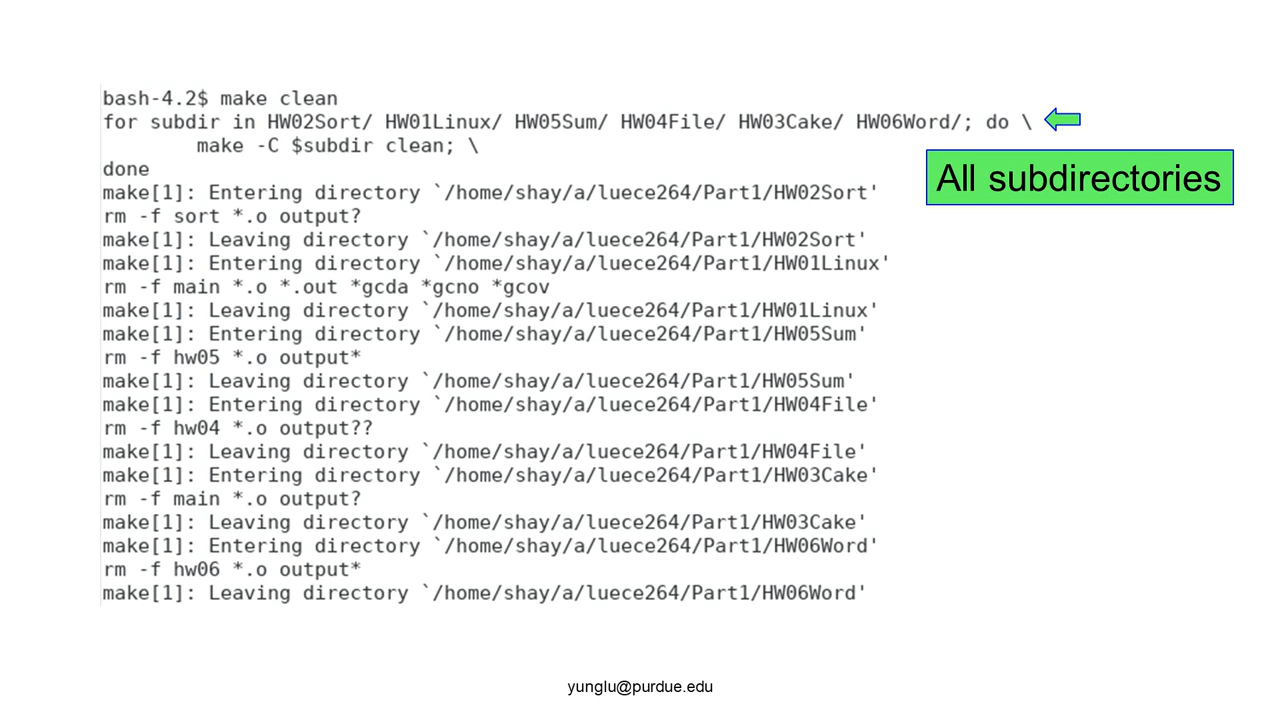 bash-4.2$ make clean
for subdir in HW02Sort/ HW01Linux/ HW05Sum/ HW04File/ HW03Cake/ HW06Word/; do \
        make -C $subdir clean; \
done
All subdirectories
make[1]: Entering directory `/home/shay/a/luece264/Part1/HW02Sort'
rm -f sort *.o output?
make[1]: Leaving directory `/home/shay/a/luece264/Part1/HW02Sort'
make[1]: Entering directory `/home/shay/a/luece264/Part1/HW01Linux'
rm -f main *.o *.out *gcda *gcno *gcov
make[1]: Leaving directory `/home/shay/a/luece264/Part1/HW01Linux'
make[1]: Entering directory `/home/shay/a/luece264/Part1/HW05Sum'
rm -f hw05 *.o output*
make[1]: Leaving directory `/home/shay/a/luece264/Part1/HW05Sum'
make[1]: Entering directory `/home/shay/a/luece264/Part1/HW04File'
rm -f hw04 *.o output??
make[1]: Leaving directory `/home/shay/a/luece264/Part1/HW04File'
make[1]: Entering directory `/home/shay/a/luece264/Part1/HW03Cake'
rm -f main *.o output?
make[1]: Leaving directory `/home/shay/a/luece264/Part1/HW03Cake'
make[1]: Entering directory `/home/shay/a/luece264/Part1/HW06Word'
rm -f hw06 *.o output*
make[1]: Leaving directory `/home/shay/a/luece264/Part1/HW06Word'
yunglu@purdue.edu